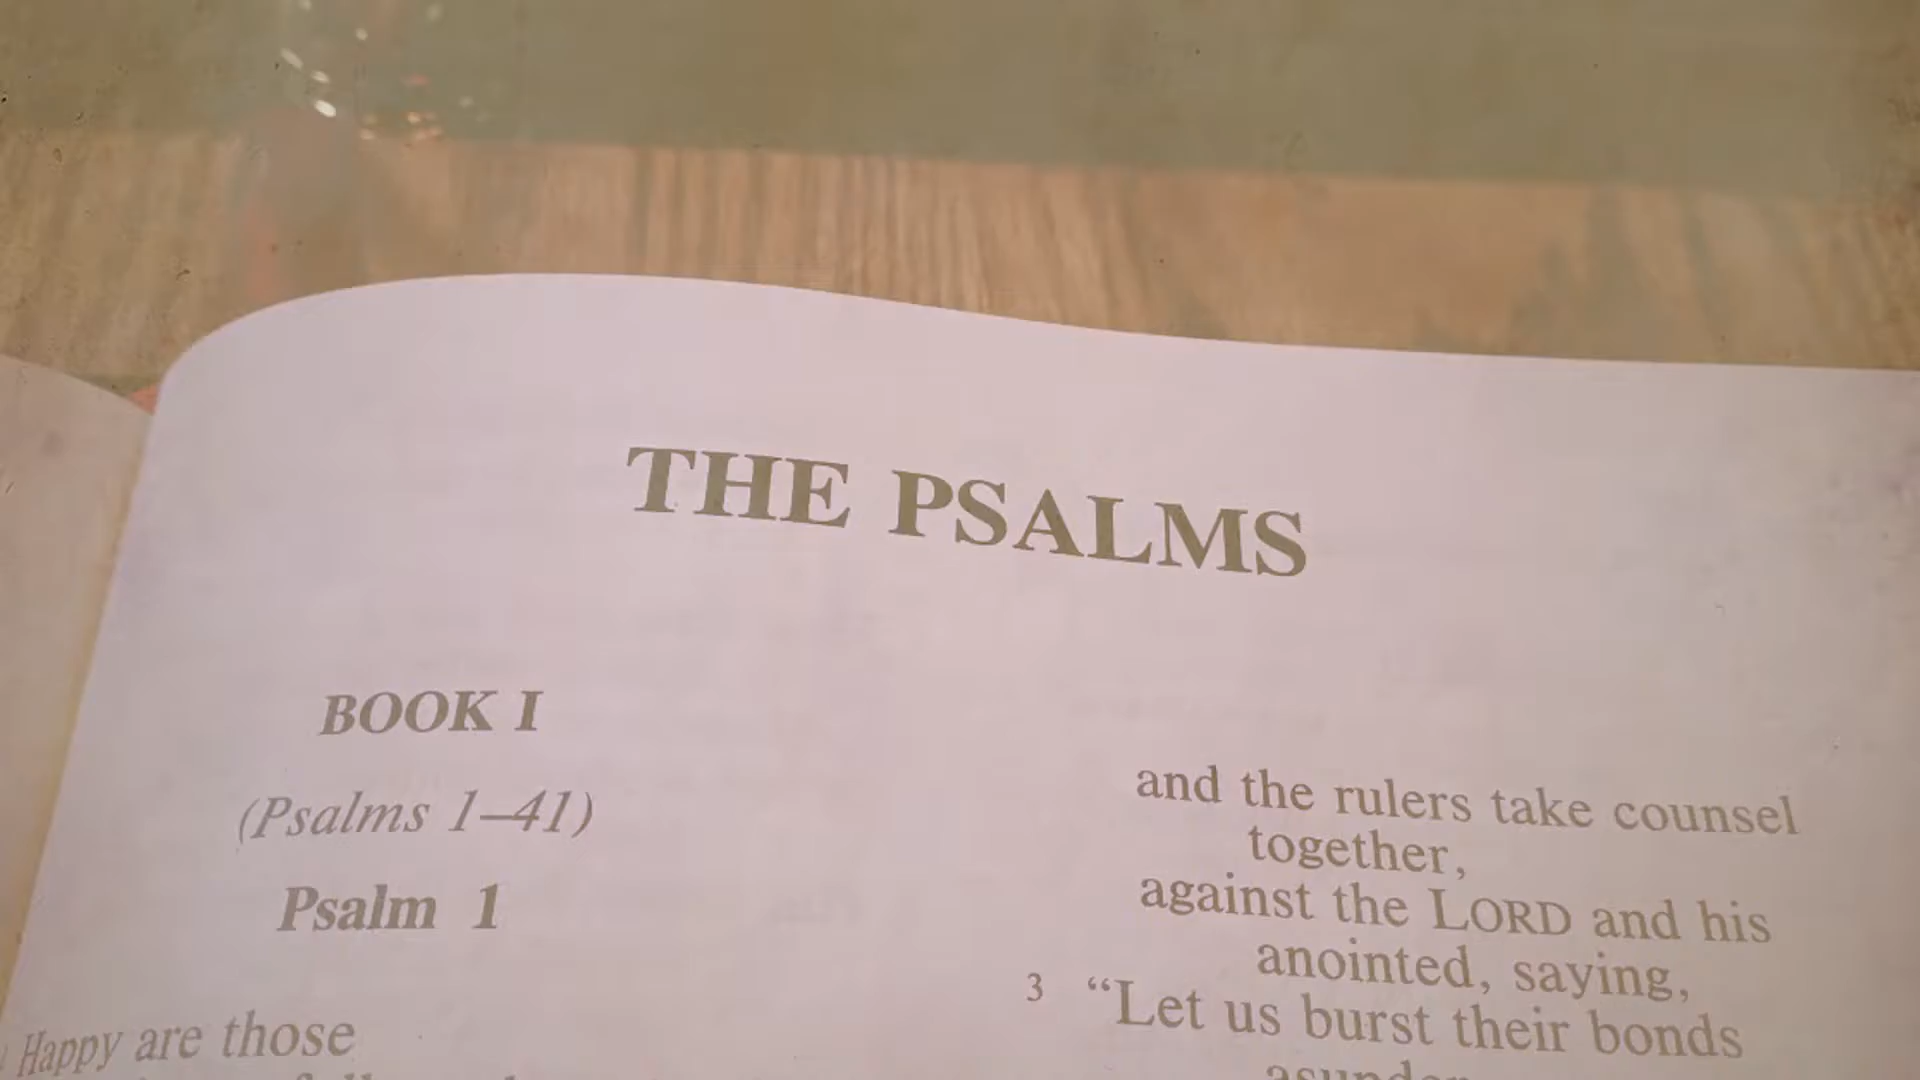 THE PSALMS
BOOK I
(Psalms 1–41)
Psalm 1
Happy are those
and the rulers take counsel
together,
against the LORD and his
anointed, saying,
3 “Let us burst their bonds
asunder